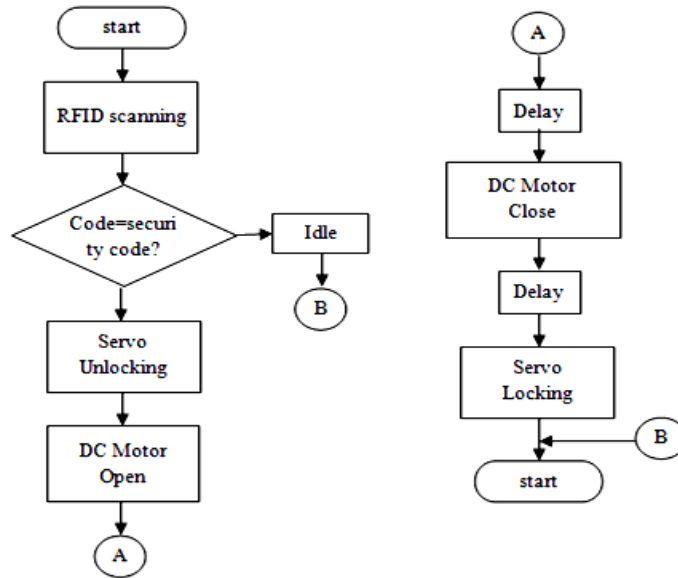 start
RFID scanning
Code=securi
ty code?
Idle
B
Servo
Unlocking
DC Motor
Open
A
A
Delay
DC Motor
Close
Delay
Servo
Locking
B
start